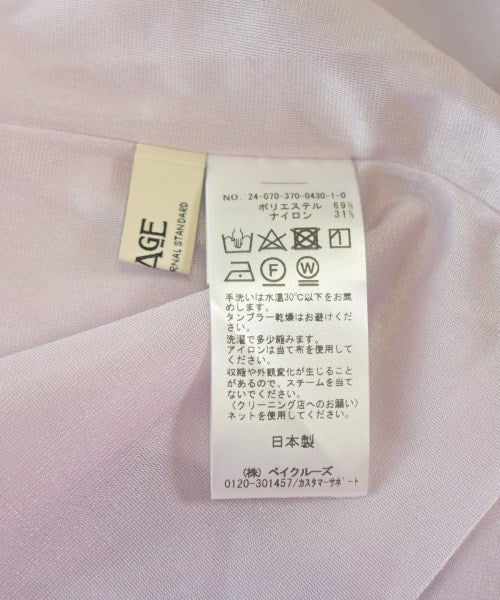 AGE
RNAL STANDARD
NO. 24-070-370-0430-1-0
ポリエステル 69%
ナイロン 31%
F W
手洗いは水温30℃以下をお薦
めします。
タンブラー乾燥はお避けくだ
さい。
洗濯で多少縮みます。
アイロンは当て布を使用して
ください。
収縮や外観変化が生じること
があるので、スチームを当て
ないでください。
〈クリーニング店へのお願い〉
ネットを使用してください。
日本製
(株) ベイクルーズ
0120-301457/カスタマーサポート